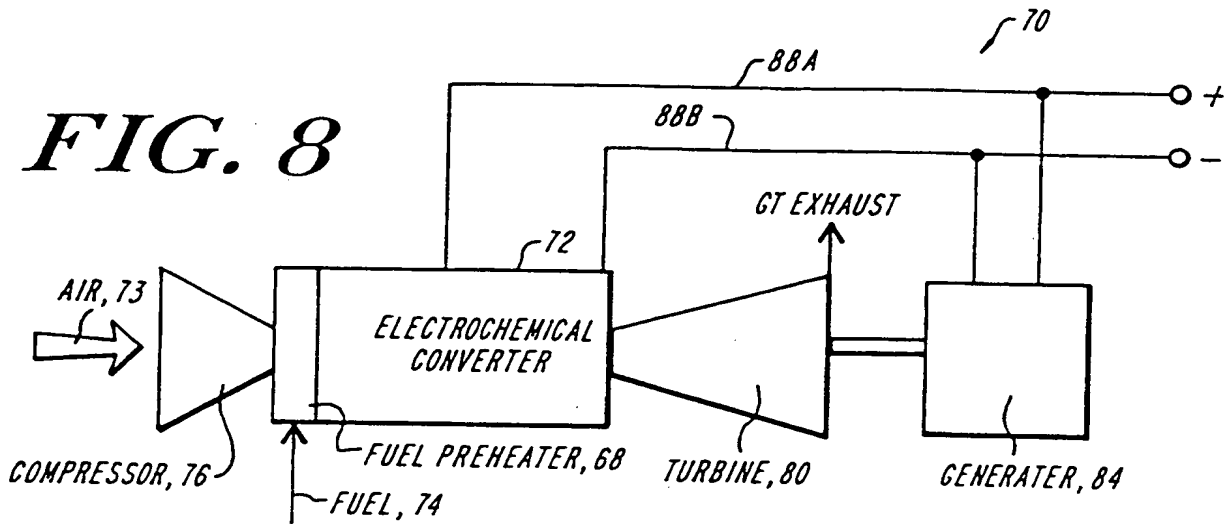 70
88A
+
FIG. 8
88B
-
GT EXHAUST
72
AIR, 73
ELECTROCHEMICAL
CONVERTER
COMPRESSOR, 76
FUEL PREHEATER, 68
TURBINE, 80
GENERATER, 84
FUEL, 74